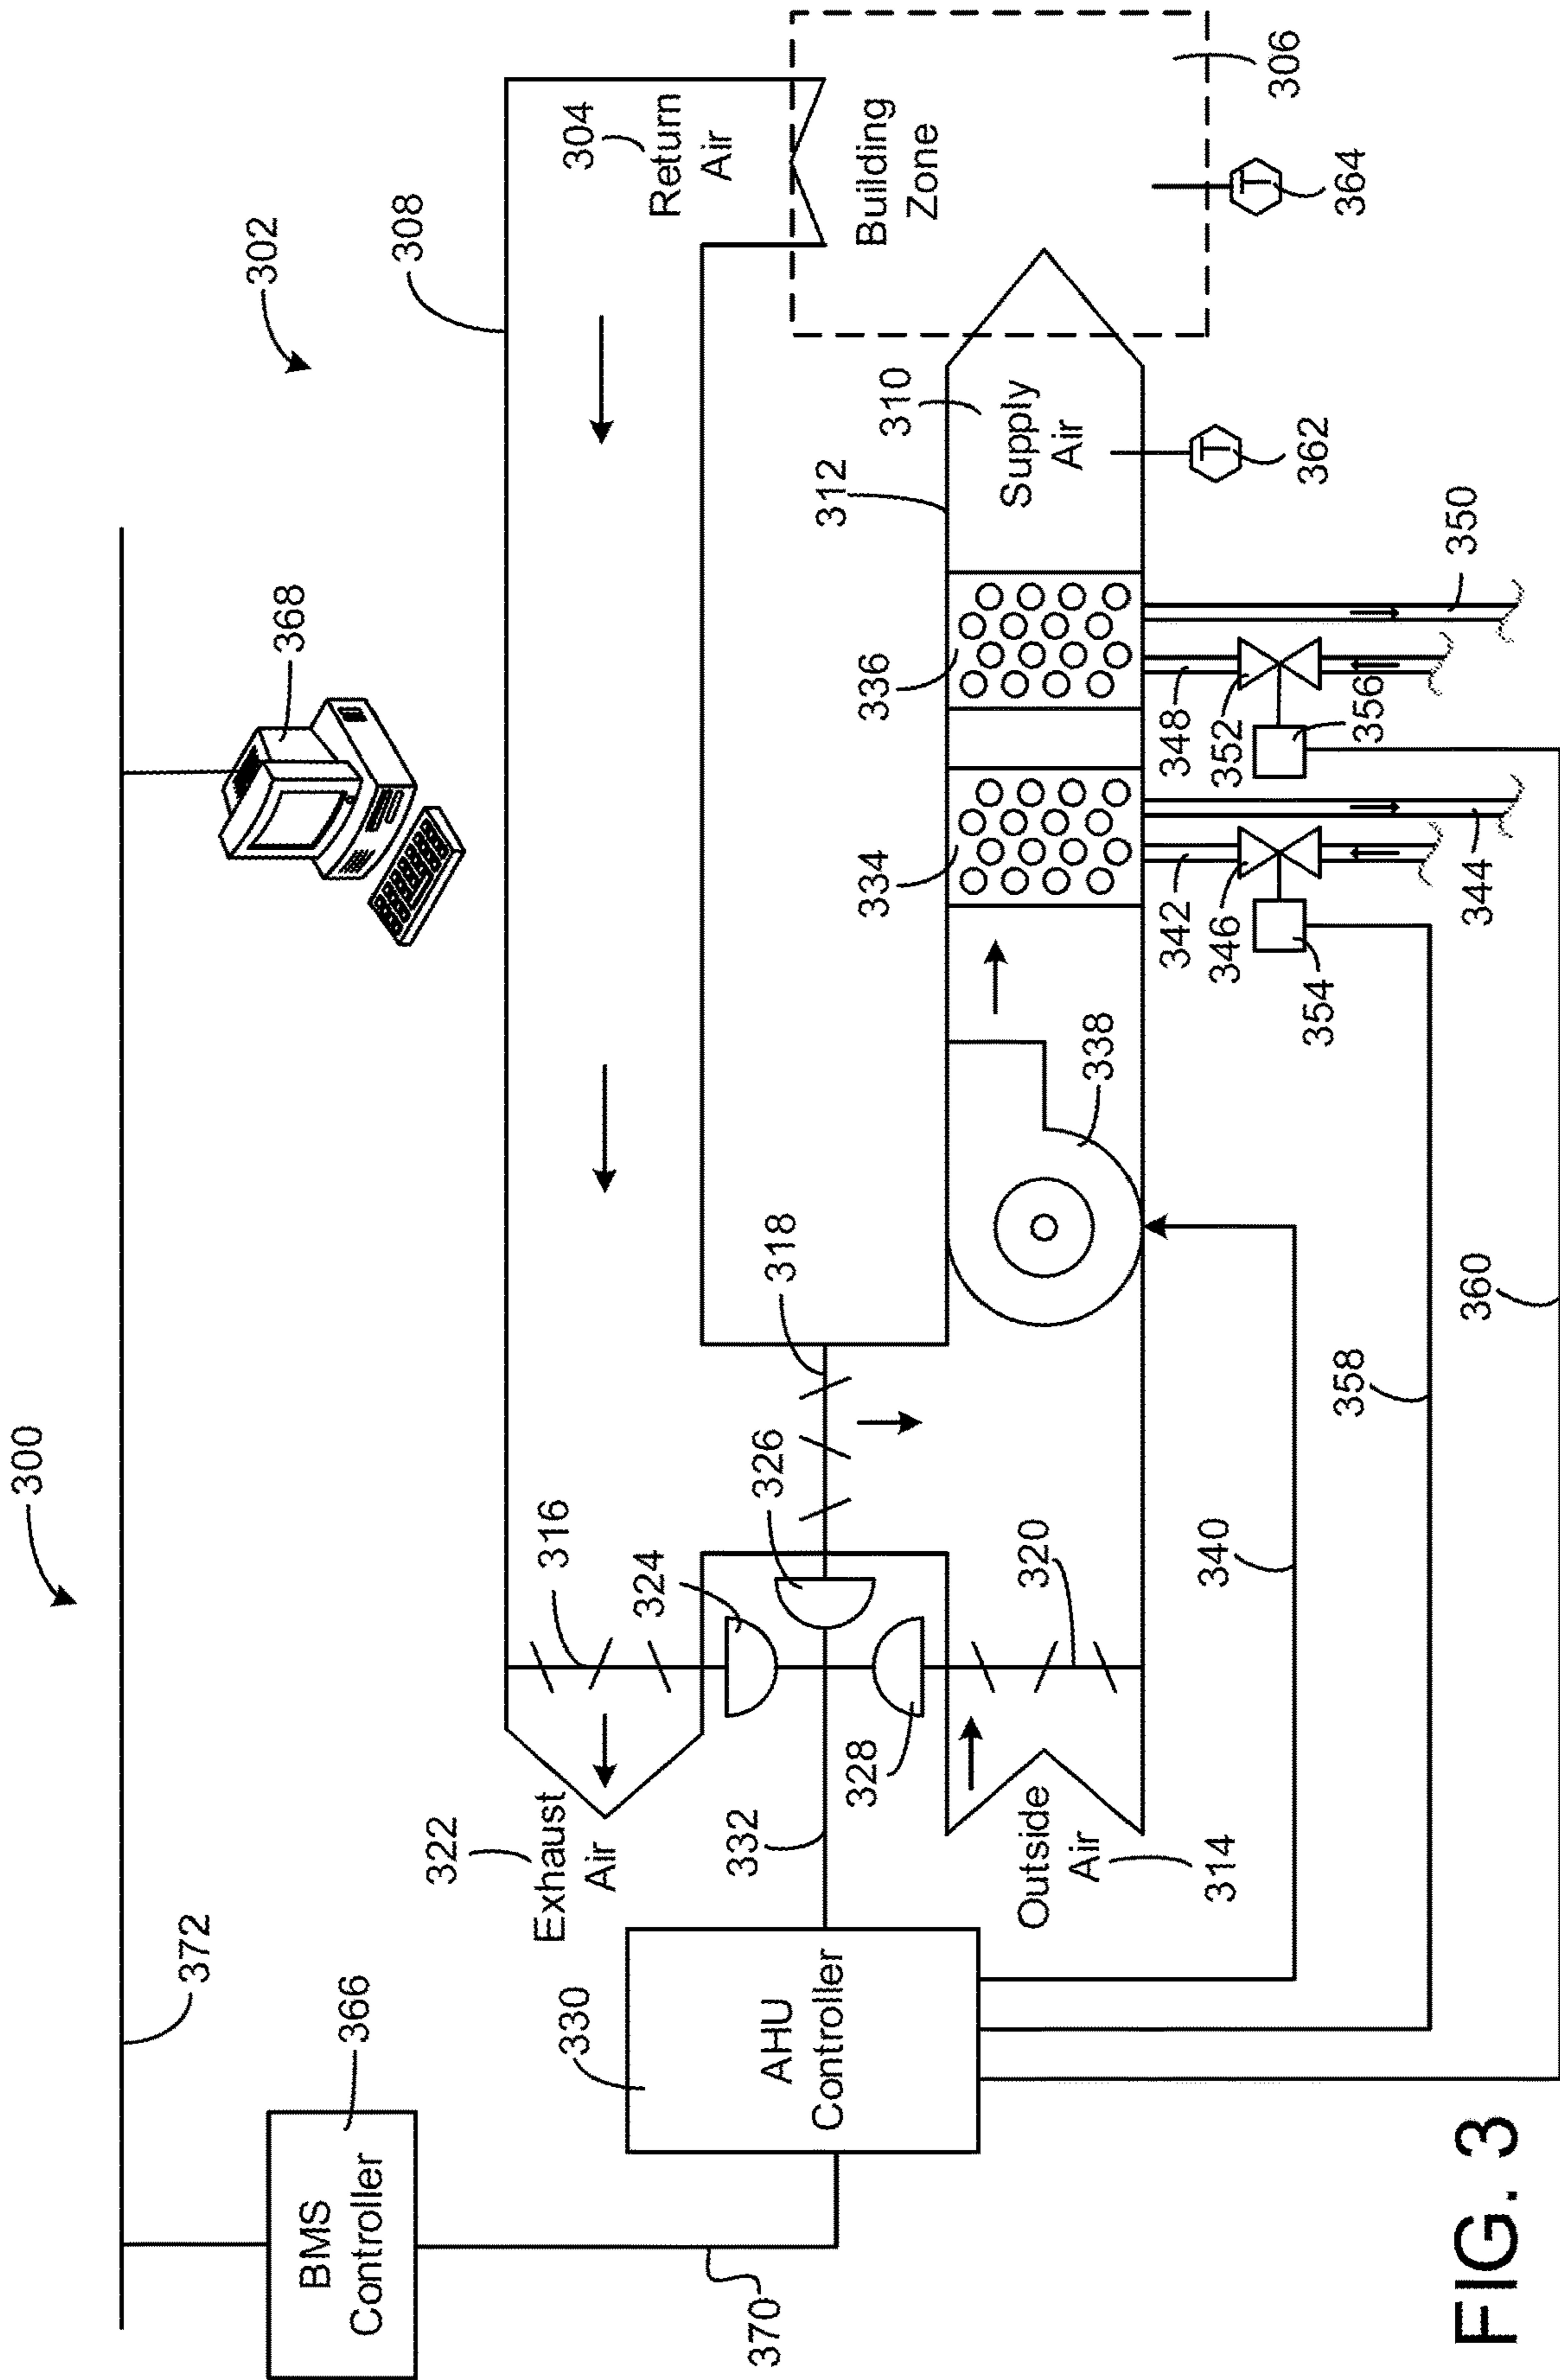 300
372
BMS
Controller
366
368
302
370
330
AHU
Controller
322
Exhaust
Air
316
308
304
Return
Air
324
326
318
332
328
Outside
Air
314
320
338
334
336
312
310
Supply
Air
Building
Zone
306
340
342
346
354
344
348
352
356
350
362
T
364
T
358
360
FIG. 3